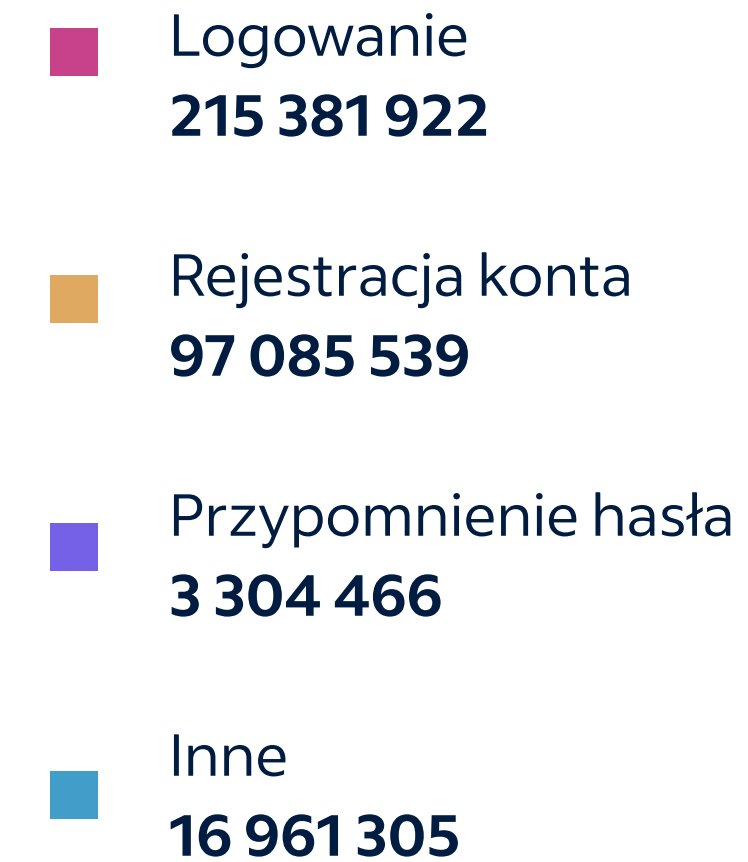 Logowanie
215 381 922
Rejestracja konta
97 085 539
Przypomnienie hasła
3 304 466
Inne
16 961 305